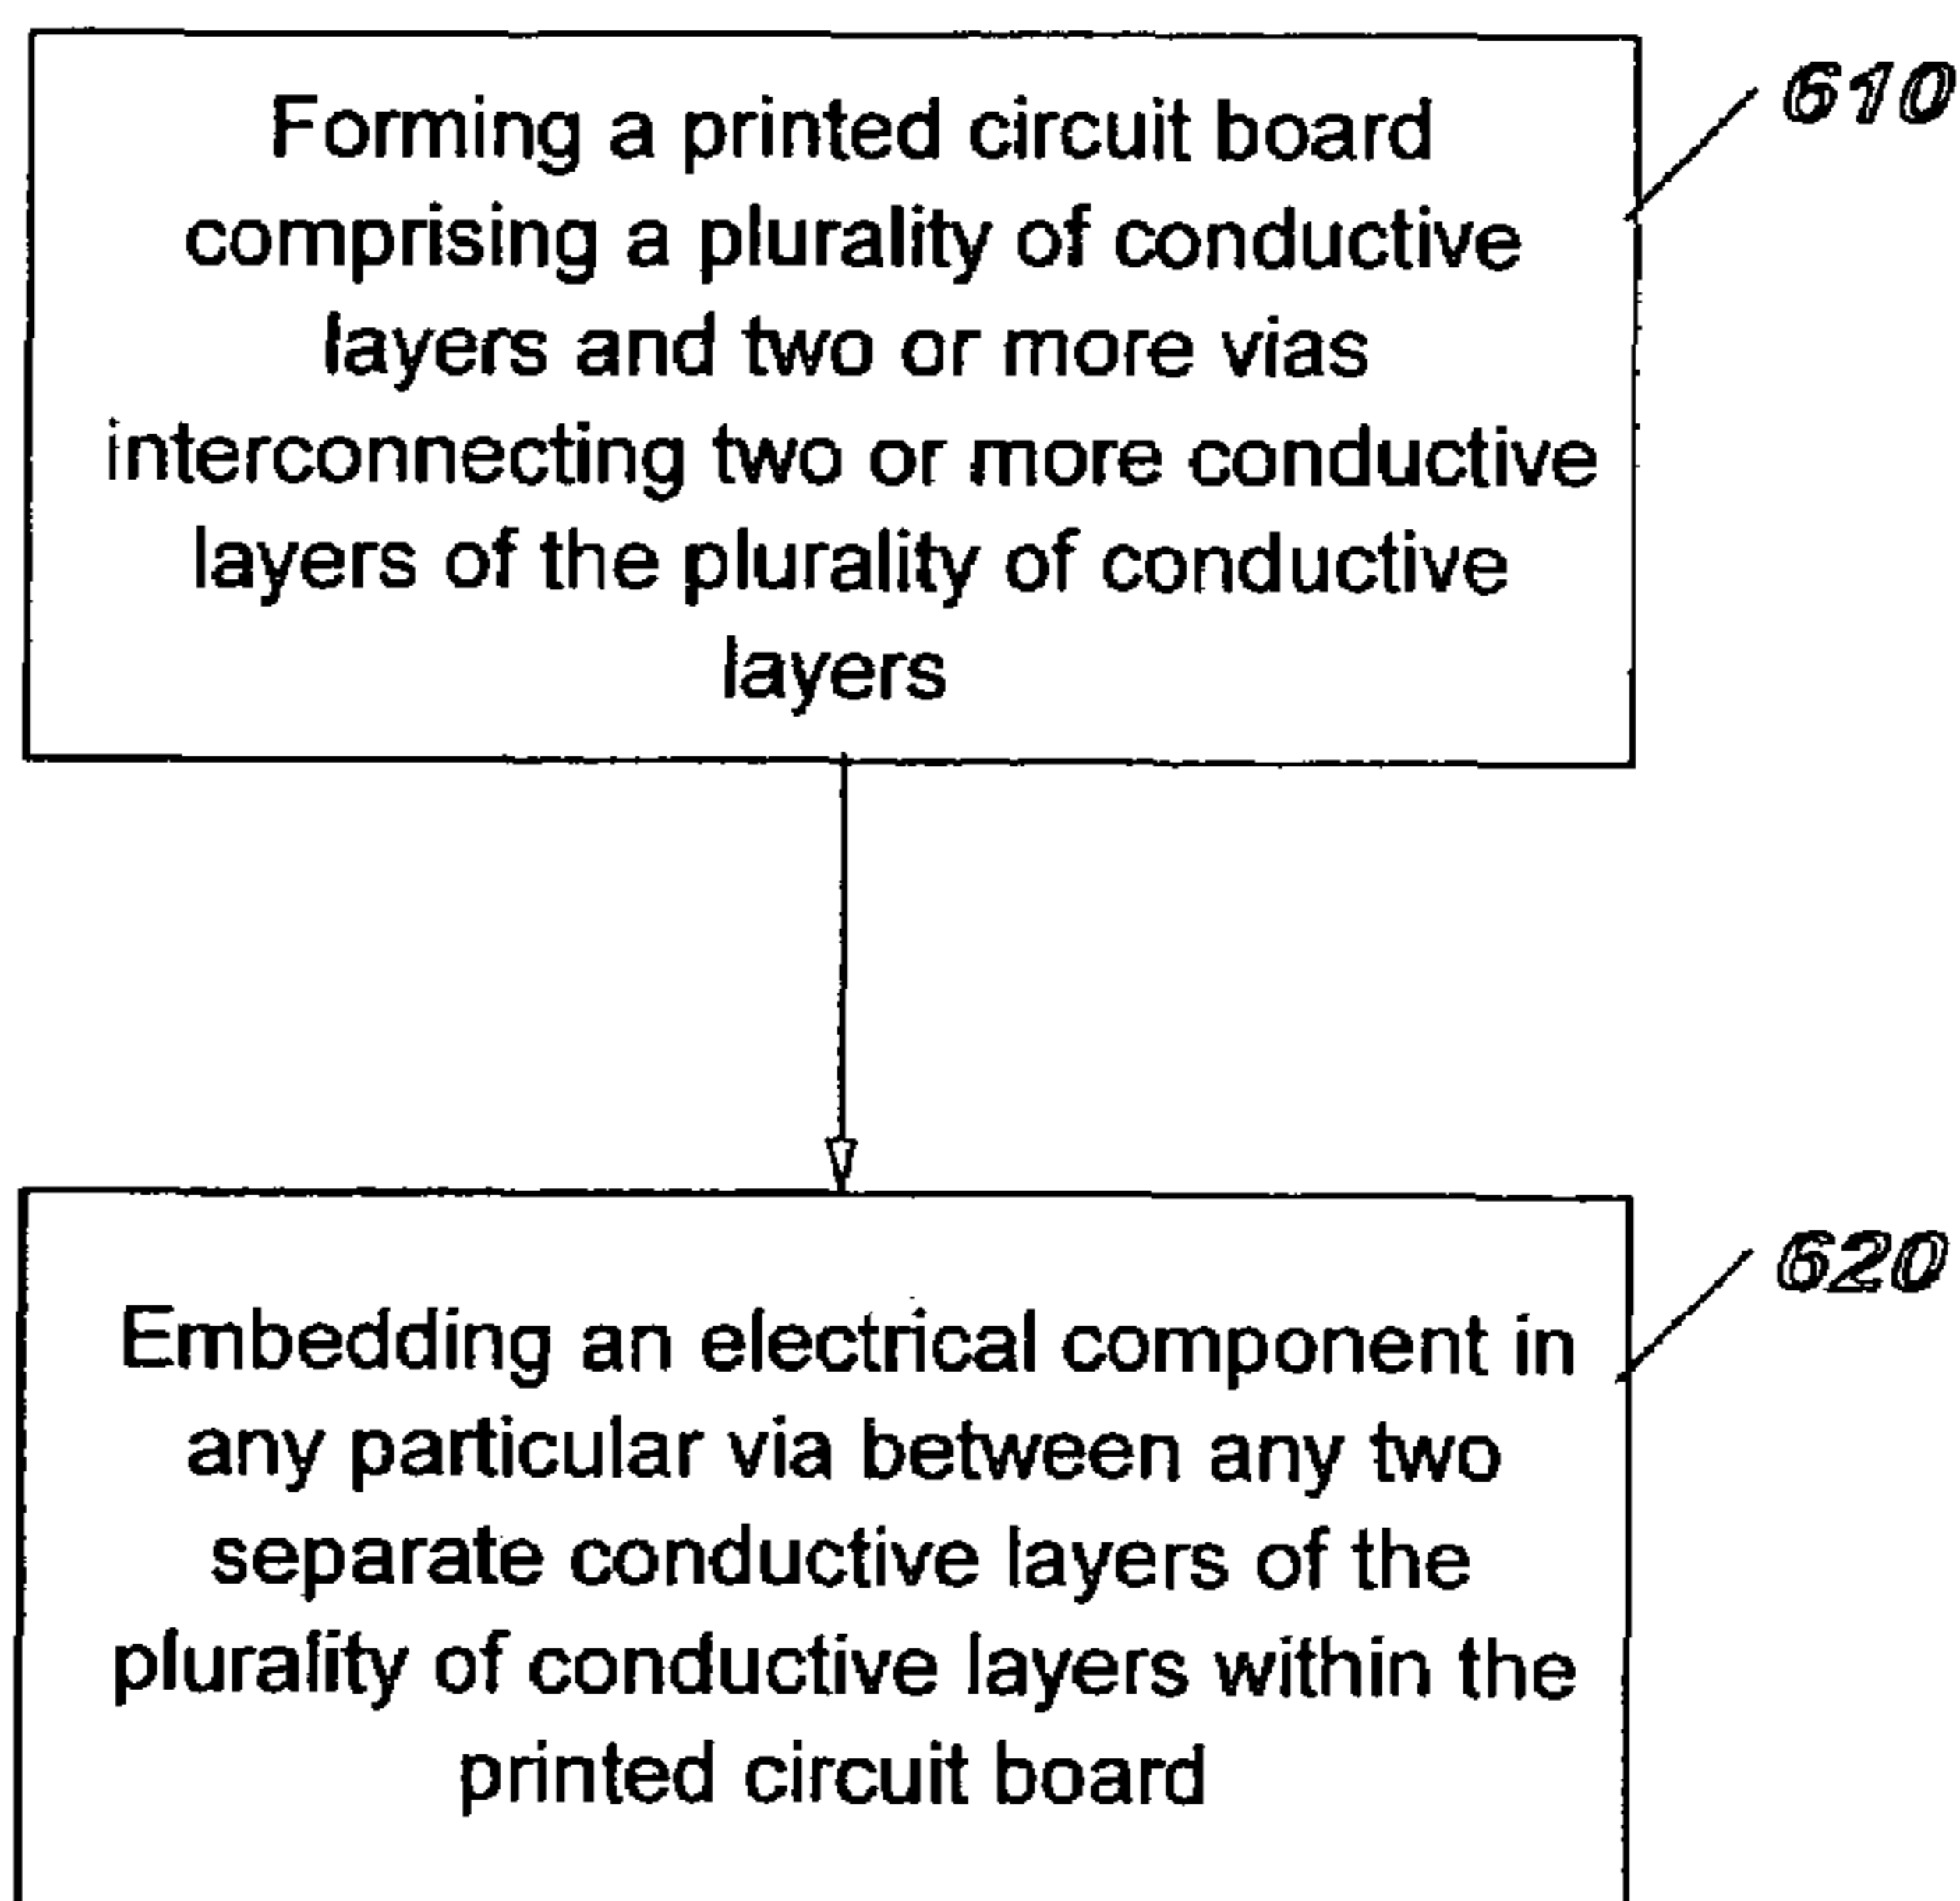 Forming a printed circuit board
comprising a plurality of conductive
layers and two or more vias
interconnecting two or more conductive
layers of the plurality of conductive
layers
610
Embedding an electrical component in
any particular via between any two
separate conductive layers of the
plurality of conductive layers within the
printed circuit board
620